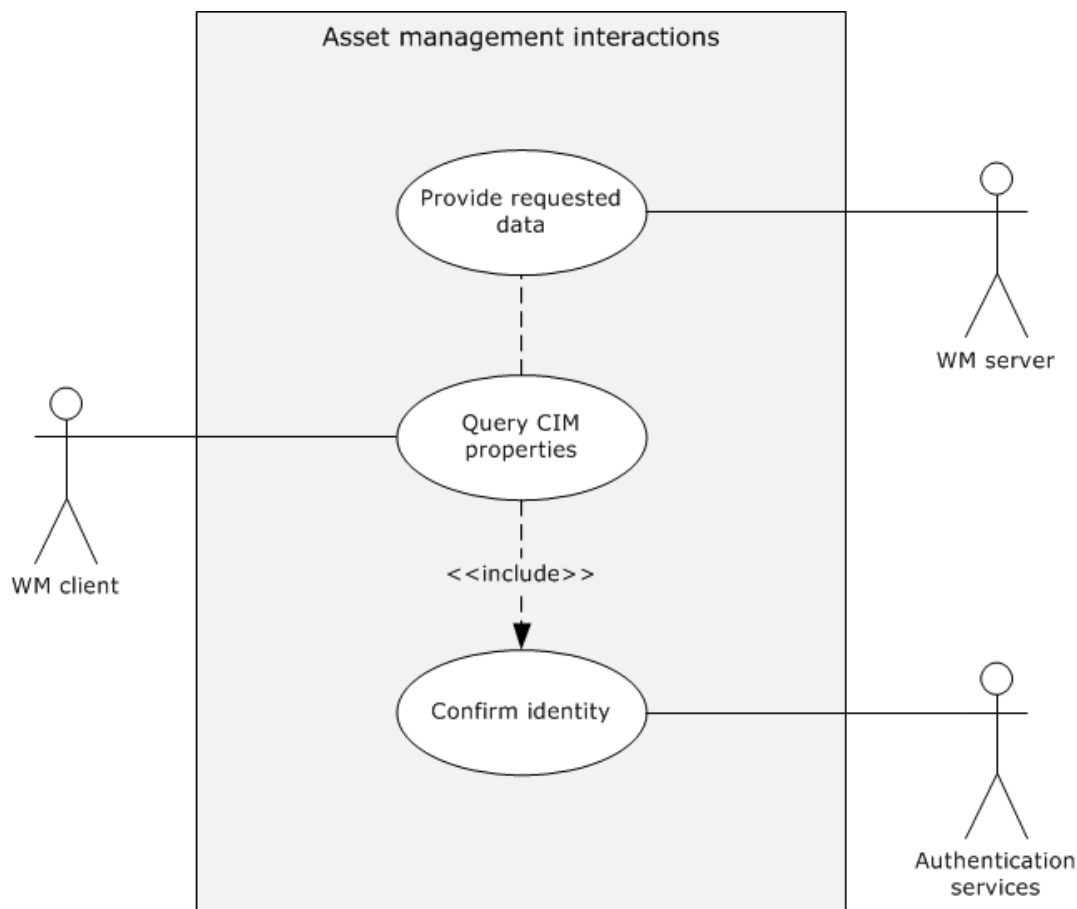 Asset management interactions
Provide requested
data
WM server
Query CIM
properties
WM client
<<include>>
Confirm identity
Authentication
services